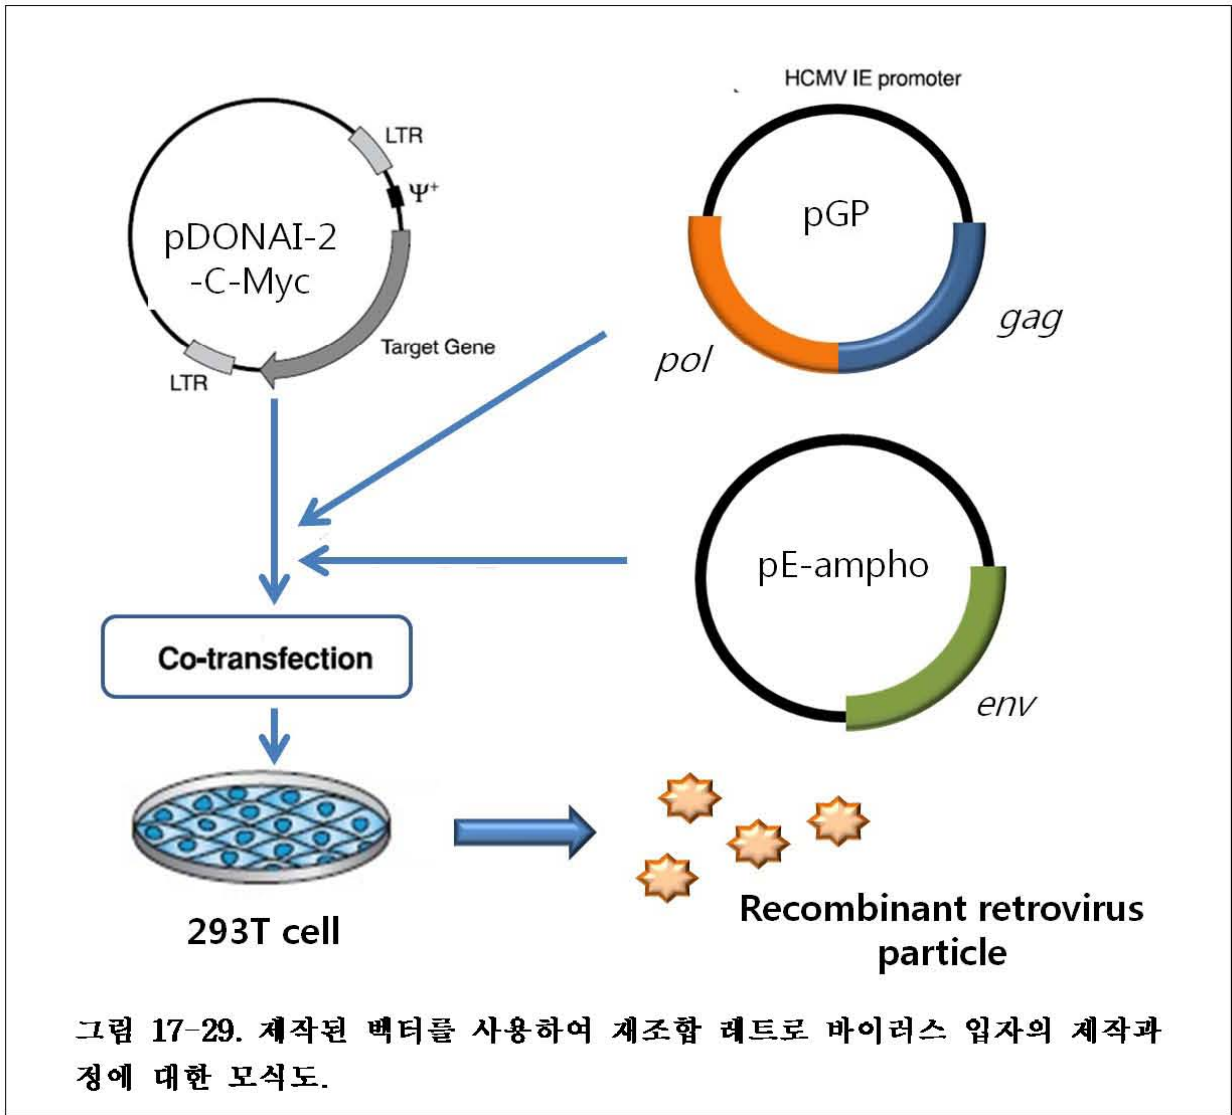 HCMV IE promoter
LTR
Ψ+
pDONAI-2
-C-Myc
Target Gene
LTR
pGP
gag
pol
pE-ampho
env
Co-transfection
293T cell
Recombinant retrovirus
particle
그림 17-29. 제작된 벡터를 사용하여 재조합 레트로 바이러스 입자의 제작과
정에 대한 모식도.